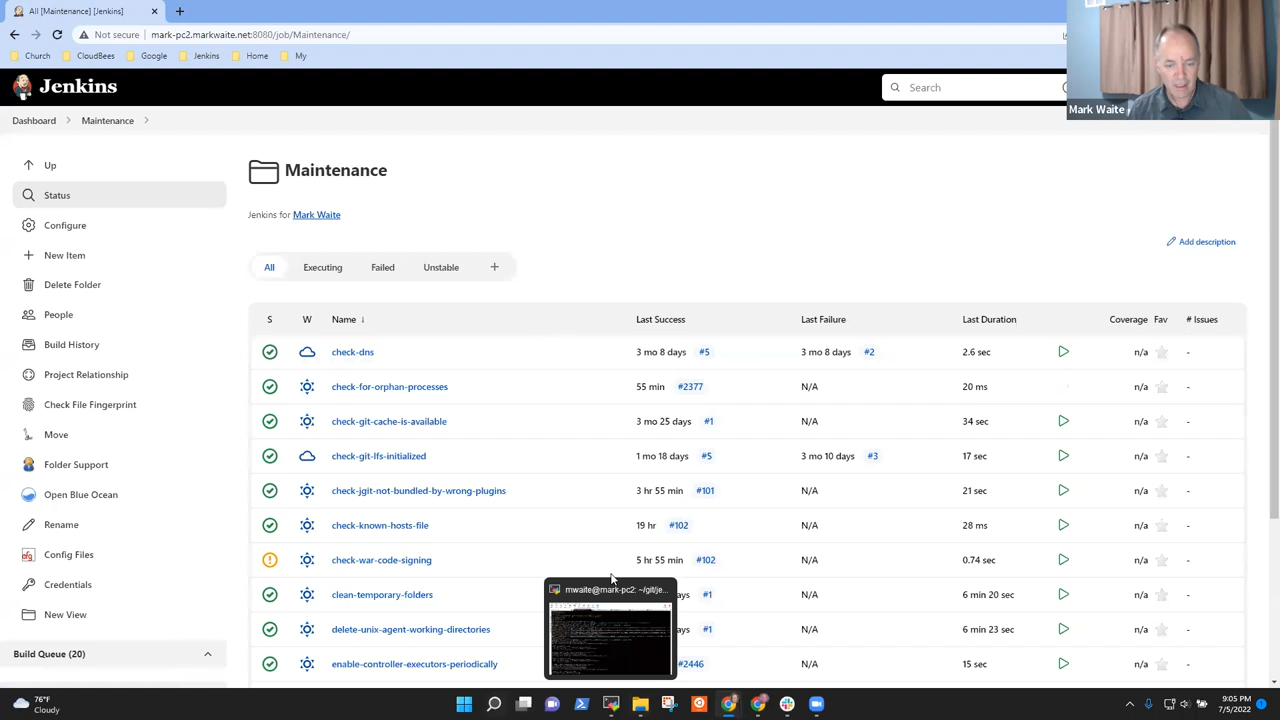 All [Maintenance] [Jenkins]
Not secure mark-pc2.markwaite.net:8080/job/Maintenance/
Church CloudBees Google Jenkins Home My
Jenkins
Search
Mark Waite
Dashboard Maintenance
Up
Status
Configure
New Item
Delete Folder
People
Build History
Project Relationship
Check File Fingerprint
Move
Folder Support
Open Blue Ocean
Rename
Config Files
Credentials
New View
Build Queue (20)
Maintenance
Jenkins for Mark Waite
Add description
All Executing Failed Unstable +
S W Name ↓ Last Success Last Failure Last Duration Coverage Fav # Issues
check-dns 3 mo 8 days #5 3 mo 8 days #2 2.6 sec n/a -
check-for-orphan-processes 55 min #2377 N/A 20 ms n/a -
check-git-cache-is-available 3 mo 25 days #1 N/A 34 sec n/a -
check-git-lfs-initialized 1 mo 18 days #5 3 mo 10 days #3 17 sec n/a -
check-jgit-not-bundled-by-wrong-plugins 3 hr 55 min #101 N/A 21 sec n/a -
check-known-hosts-file 19 hr #102 N/A 28 ms n/a -
check-war-code-signing 5 hr 55 min #102 N/A 0.74 sec n/a -
mwaite@mark-pc2: ~/git/je...
clean-temporary-folders #1 N/A 6 min 20 sec n/a -
delete-unix-agent-working-directories #1 N/A n/a -
enable-controller-executors-periodically #2446 N/A 15 sec n/a -
76°
Cloudy
9:05 PM
7/5/2022